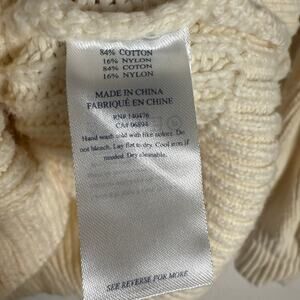 84% COTTON
16% NYLON
84% COTON
16% NYLON
MADE IN CHINA
FABRIQUÉ EN CHINE
RN# 140476
CA# 06894
Hand wash cold with like colors. Do
not bleach. Lay flat to dry. Cool iron if
needed. Dry cleanable.
SEE REVERSE FOR MORE